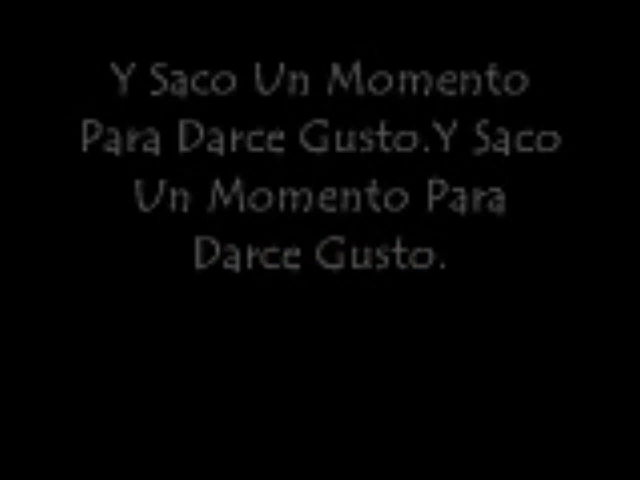 Y Saco Un Momento
Para Darce Gusto.Y Saco
Un Momento Para
Darce Gusto.